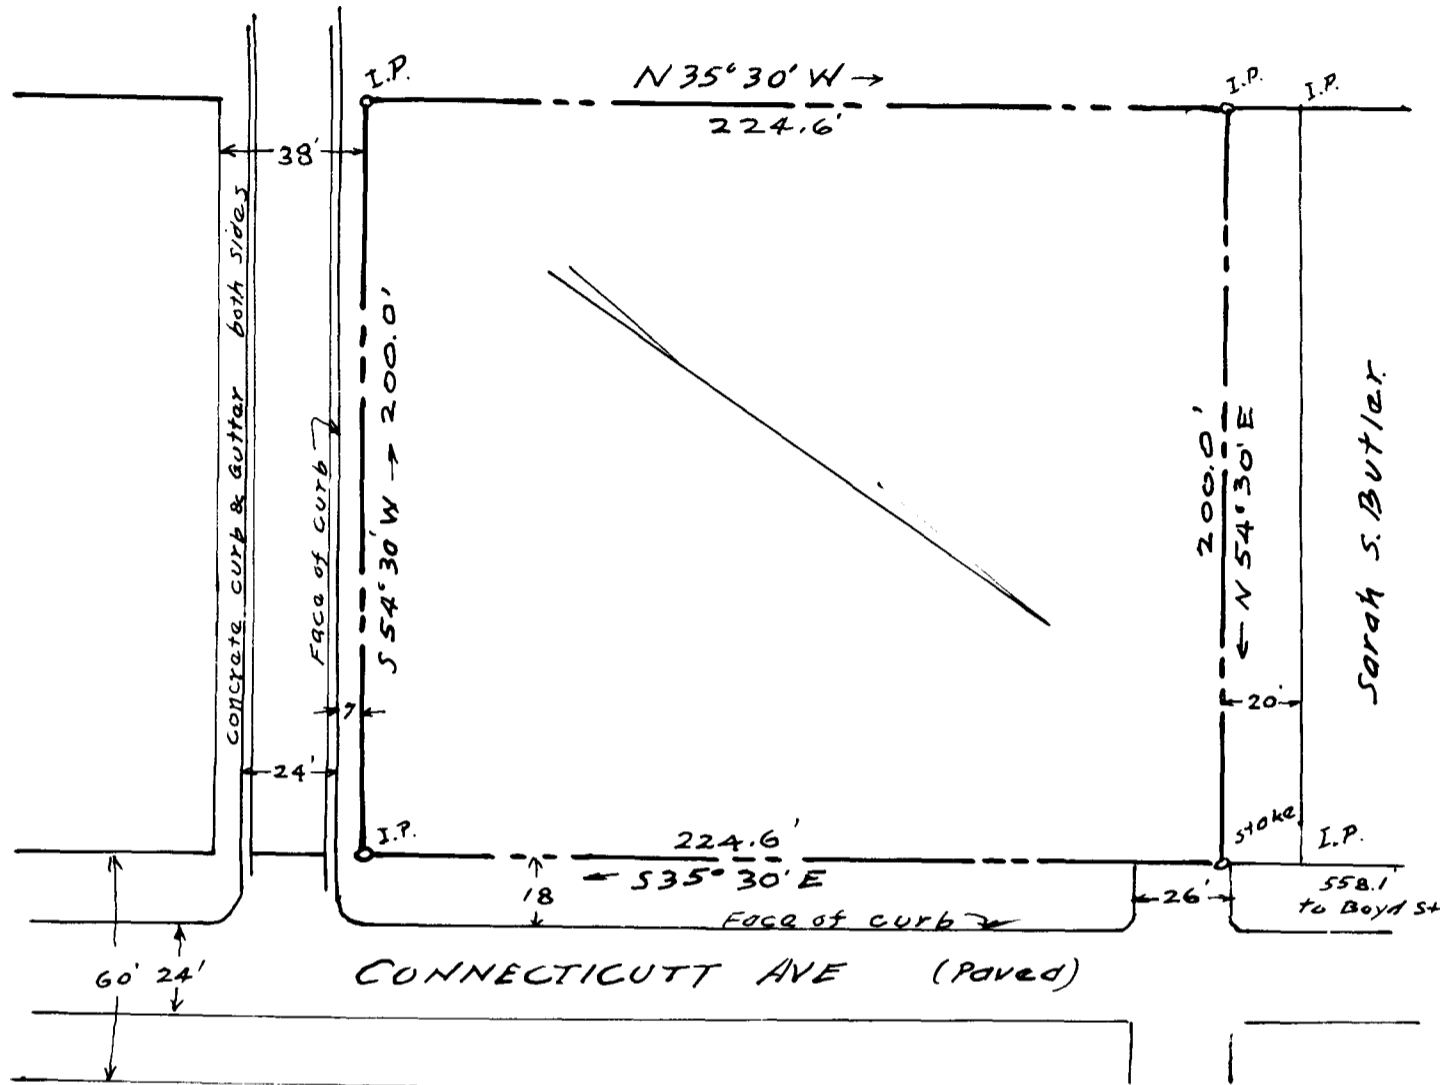 N 35° 30' W →
224.6'
I.P.
I.P.
I.P.
38'
concrete curb & Guttar both sides
Face of curb
S 54° 30' W → 200.0'
200.0'
← N 54° 30' E
Sarah S. Butler
20'
7
24'
I.P.
224.6'
← S 35° 30' E
18
stake
I.P.
26'
558.1'
to Boyd St
Face of curb
60' 24'
CONNECTICUTT AVE (Paved)